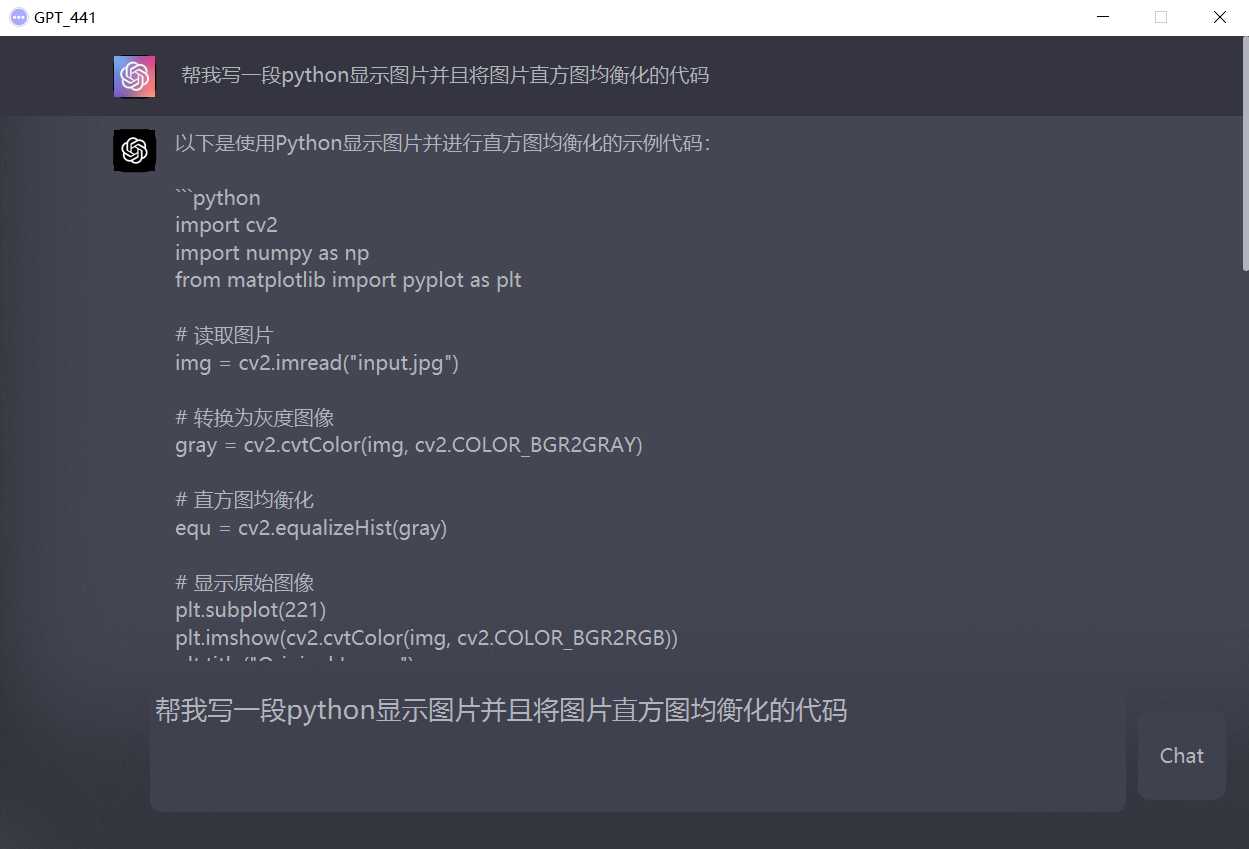 GPT_441
帮我写一段python显示图片并且将图片直方图均衡化的代码
以下是使用Python显示图片并进行直方图均衡化的示例代码：
```python
import cv2
import numpy as np
from matplotlib import pyplot as plt
# 读取图片
img = cv2.imread("input.jpg")
# 转换为灰度图像
gray = cv2.cvtColor(img, cv2.COLOR_BGR2GRAY)
# 直方图均衡化
equ = cv2.equalizeHist(gray)
# 显示原始图像
plt.subplot(221)
plt.imshow(cv2.cvtColor(img, cv2.COLOR_BGR2RGB))
帮我写一段python显示图片并且将图片直方图均衡化的代码
Chat